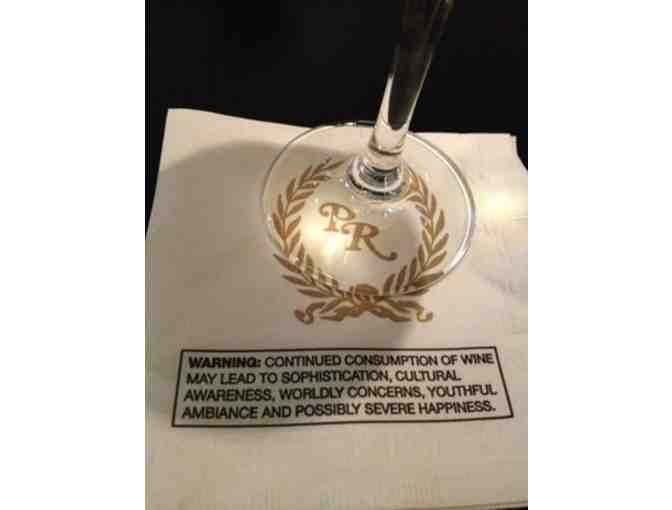 PR
WARNING: CONTINUED CONSUMPTION OF WINE
MAY LEAD TO SOPHISTICATION, CULTURAL
AWARENESS, WORLDLY CONCERNS, YOUTHFUL
AMBIANCE AND POSSIBLY SEVERE HAPPINESS.